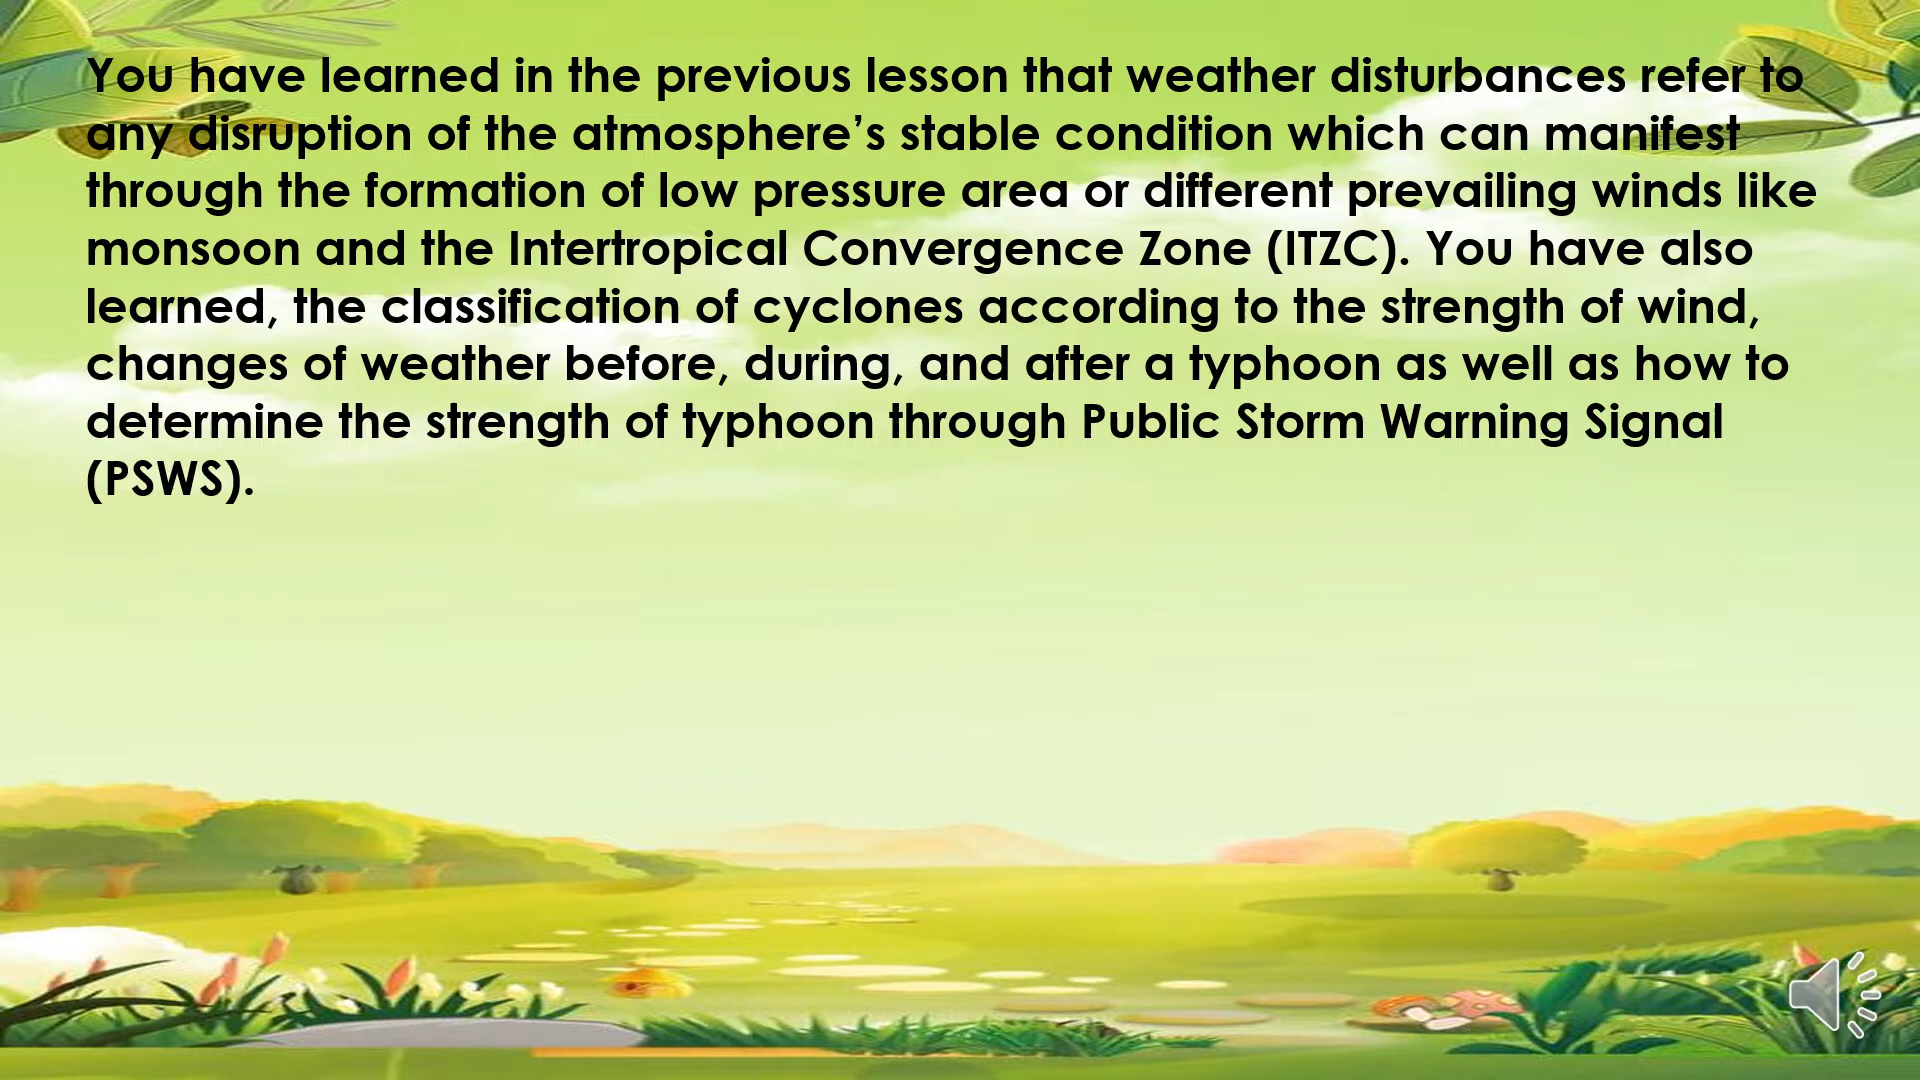 You have learned in the previous lesson that weather disturbances refer to
any disruption of the atmosphere’s stable condition which can manifest
through the formation of low pressure area or different prevailing winds like
monsoon and the Intertropical Convergence Zone (ITZC). You have also
learned, the classification of cyclones according to the strength of wind,
changes of weather before, during, and after a typhoon as well as how to
determine the strength of typhoon through Public Storm Warning Signal
(PSWS).